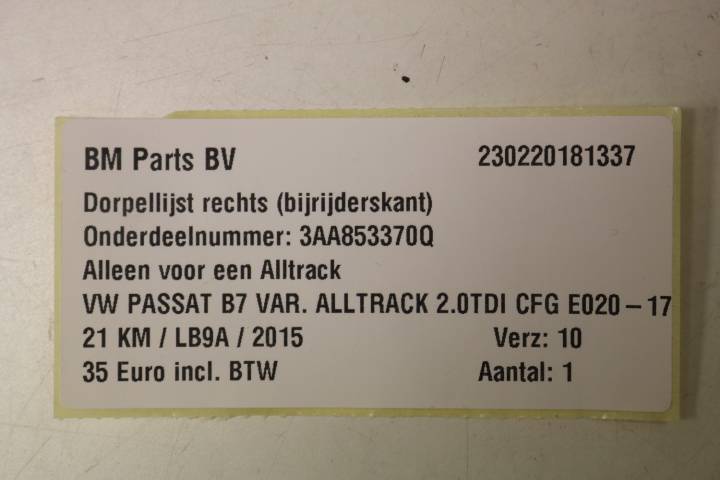 BM Parts BV 230220181337
Dorpellijst rechts (bijrijderskant)
Onderdeelnummer: 3AA853370Q
Alleen voor een Alltrack
VW PASSAT B7 VAR. ALLTRACK 2.0TDI CFG E020-17
21 KM / LB9A / 2015 Verz: 10
35 Euro incl. BTW Aantal: 1